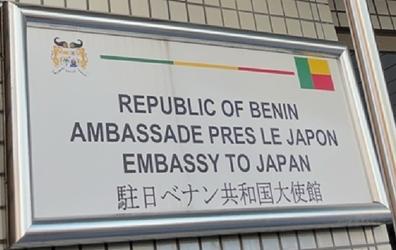 REPUBLIC OF BENIN
AMBASSADE PRES LE JAPON
EMBASSY TO JAPAN
駐日ベナン共和国大使館